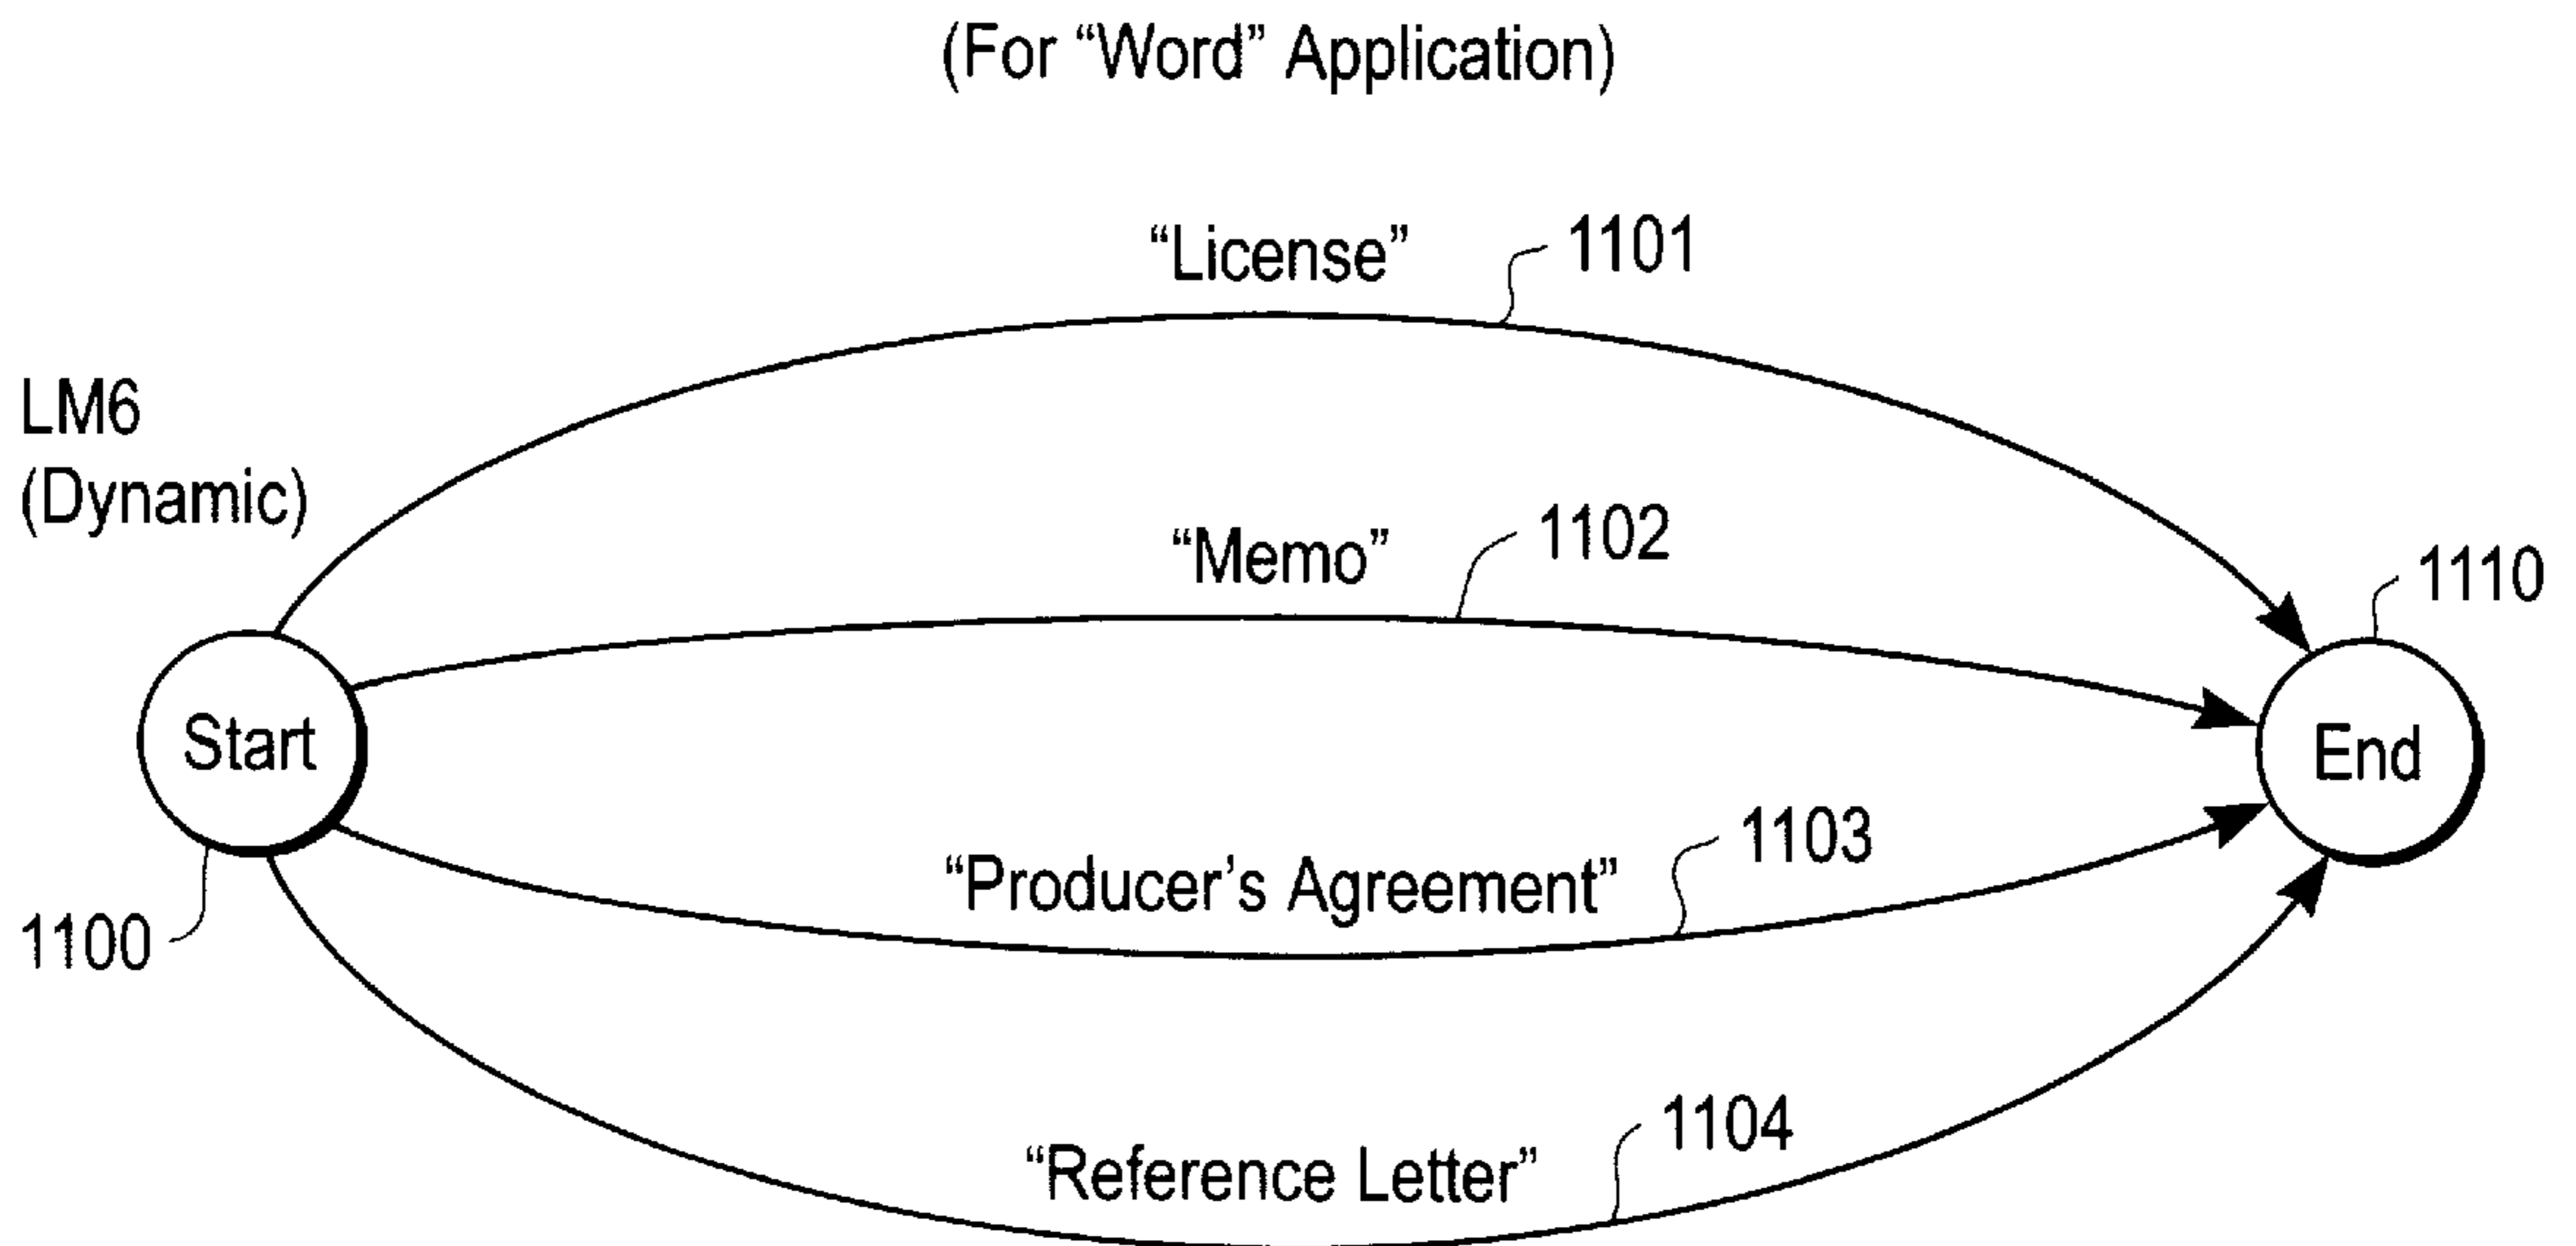 (For “Word” Application)
“License” 1101
LM6
(Dynamic)
“Memo” 1102
1110
Start
End
“Producer’s Agreement” 1103
1100
“Reference Letter” 1104